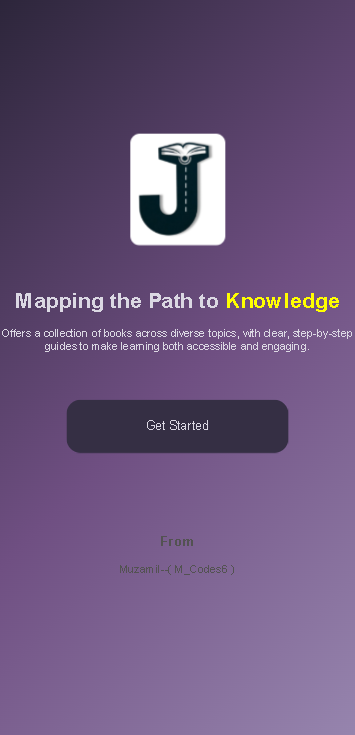 J
Mapping the Path to Knowledge
Offers a collection of books across diverse topics, with clear, step-by-step
guides to make learning both accessible and engaging.
Get Started
From
Muzamil--( M_Codes6 )